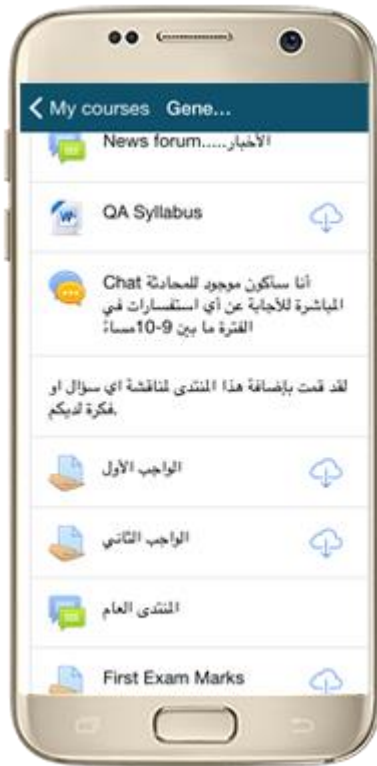 My courses Gene...
News forum.....الأخبار
QA Syllabus
أنا سأكون موجود للمحادثة Chat
المباشرة للأجابة عن أي استفسارات في
الفترة ما بين 9-10مساءً
لقد قمت بإضافة هذا المنتدى لمناقشة اي سؤال او
فكرة لديكم.
الواجب الأول
الواجب الثاني
المنتدى العام
First Exam Marks